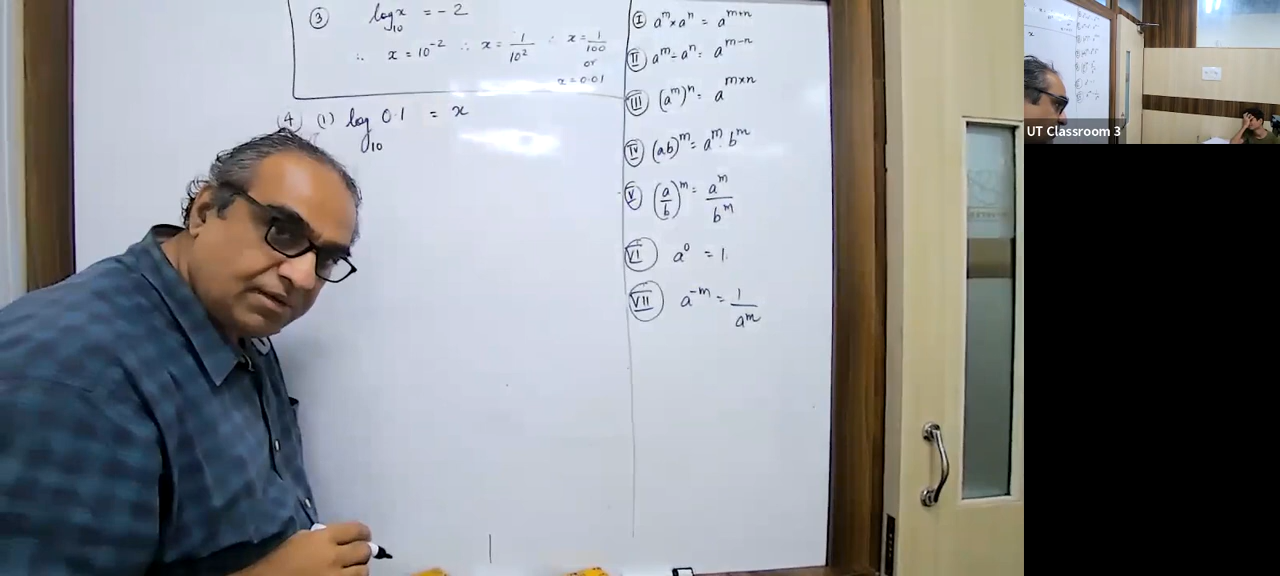 ③ log₁₀ x = -2
∴ x = 10⁻² ∴ x = 1/10² ∴ x = 1/100
or
x = 0.01
(4) (1) log₁₀ 0.1 = x
I aᵐ × aⁿ = aᵐ⁺ⁿ
II aᵐ ÷ aⁿ = aᵐ⁻ⁿ
III (aᵐ)ⁿ = aᵐˣⁿ
IV (ab)ᵐ = aᵐ · bᵐ
V (a/b)ᵐ = aᵐ/bᵐ
VI a⁰ = 1
VII a⁻ᵐ = 1/aᵐ
UT Classroom 3